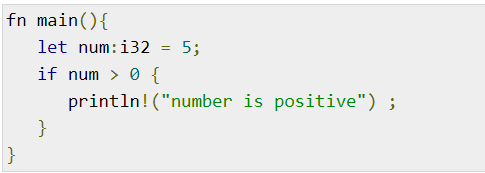 fn main(){
   let num:i32 = 5;
   if num > 0 {
      println!("number is positive") ;
   }
}